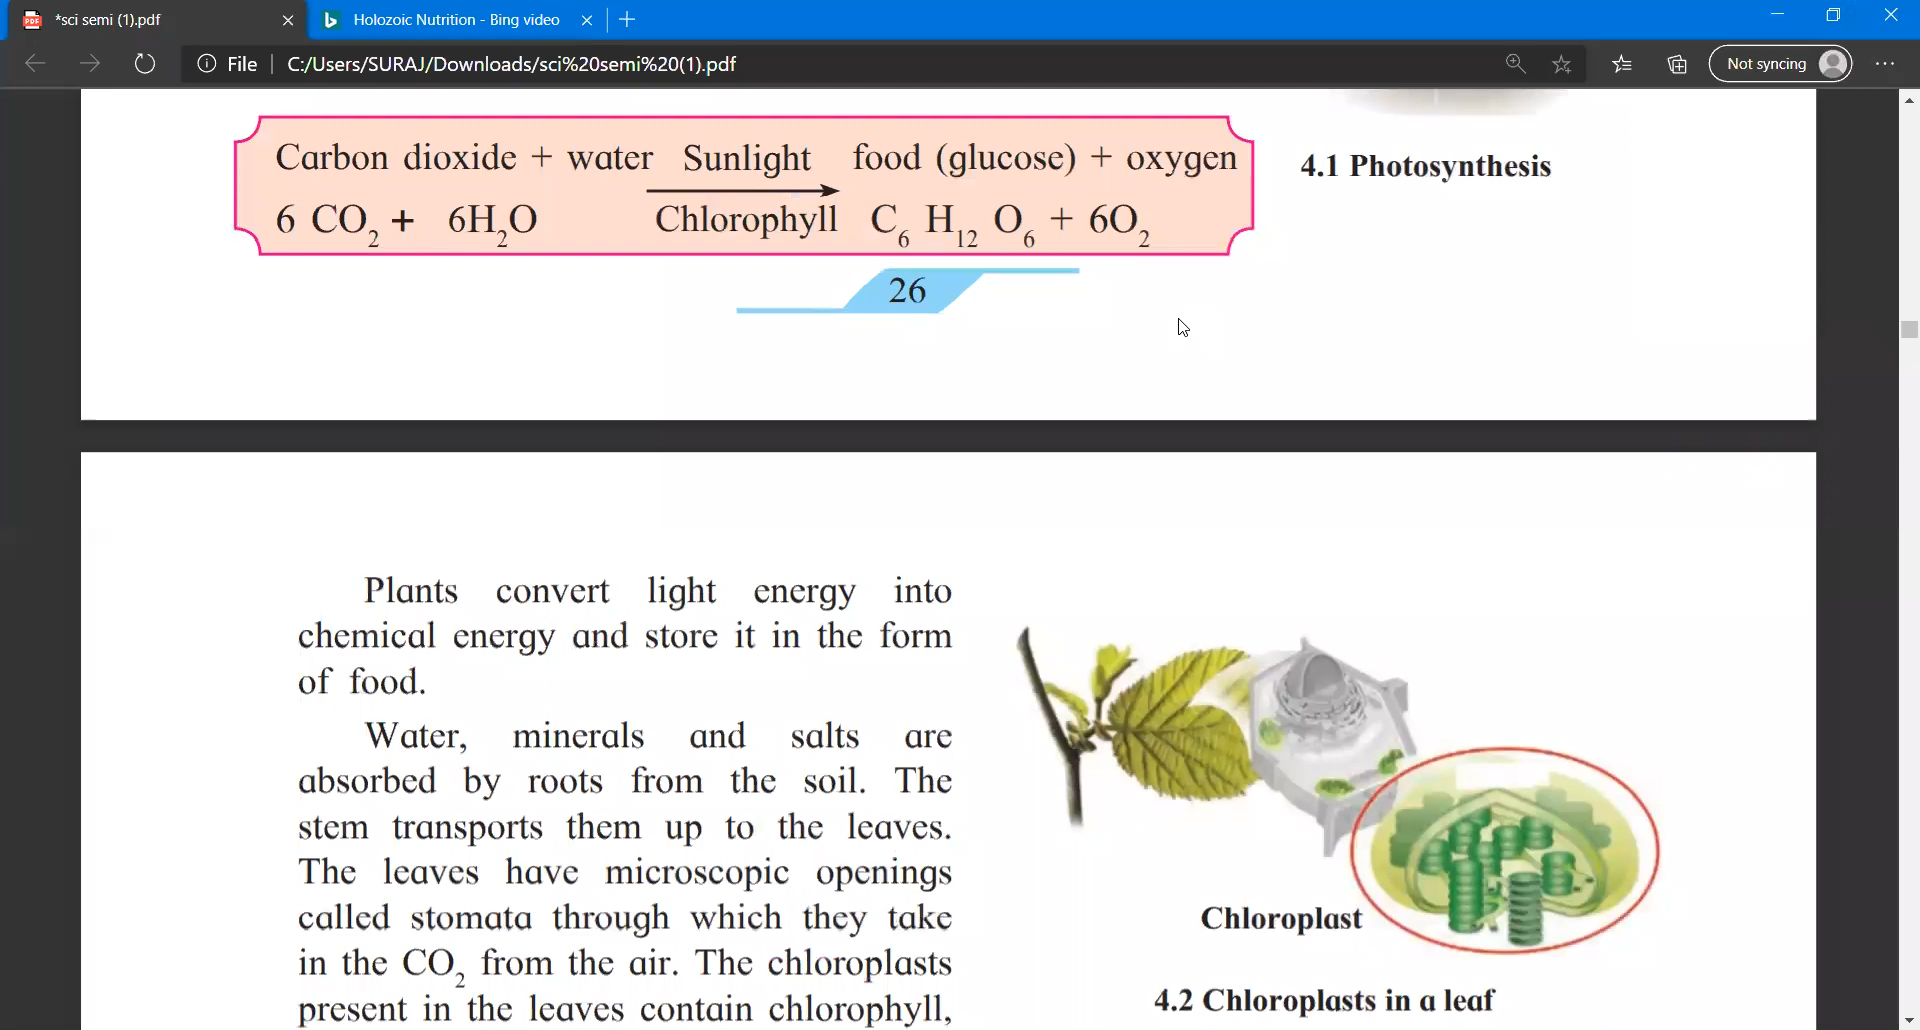 *sci semi (1).pdf
Holozoic Nutrition - Bing video
File
C:/Users/SURAJ/Downloads/sci%20semi%20(1).pdf
Not syncing
Carbon dioxide + water Sunlight food (glucose) + oxygen
6 CO₂ + 6H₂O Chlorophyll C₆ H₁₂ O₆ + 6O₂
4.1 Photosynthesis
26
Plants convert light energy into
chemical energy and store it in the form
of food.
Water, minerals and salts are
absorbed by roots from the soil. The
stem transports them up to the leaves.
The leaves have microscopic openings
called stomata through which they take
in the CO₂ from the air. The chloroplasts
present in the leaves contain chlorophyll,
Chloroplast
4.2 Chloroplasts in a leaf